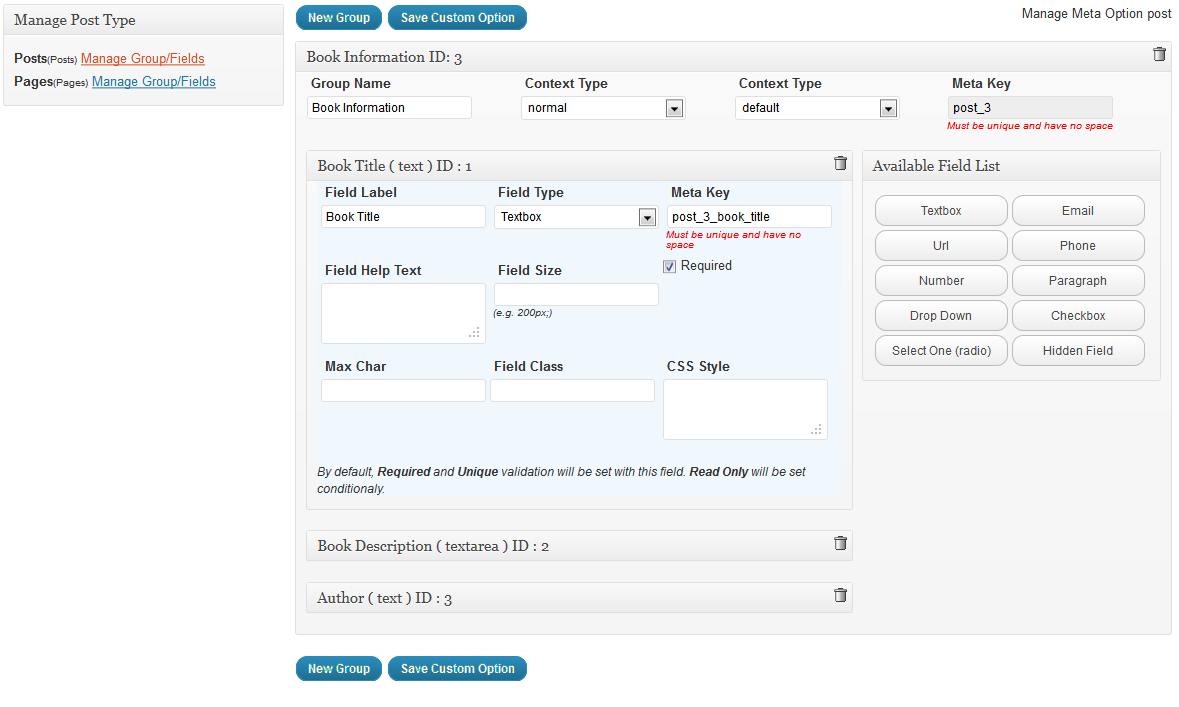 Manage Post Type
Posts(Posts) Manage Group/Fields
Pages(Pages) Manage Group/Fields
New Group Save Custom Option
Manage Meta Option post
Book Information ID: 3
Group Name Context Type Context Type Meta Key
Book Information normal default post_3
Must be unique and have no space
Book Title ( text ) ID : 1
Field Label Field Type Meta Key
Book Title Textbox post_3_book_title
Must be unique and have no
space
Field Help Text Field Size Required
(e.g. 200px;)
Max Char Field Class CSS Style
By default, Required and Unique validation will be set with this field. Read Only will be set
conditionaly.
Book Description ( textarea ) ID : 2
Author ( text ) ID : 3
Available Field List
Textbox Email
Url Phone
Number Paragraph
Drop Down Checkbox
Select One (radio) Hidden Field
New Group Save Custom Option